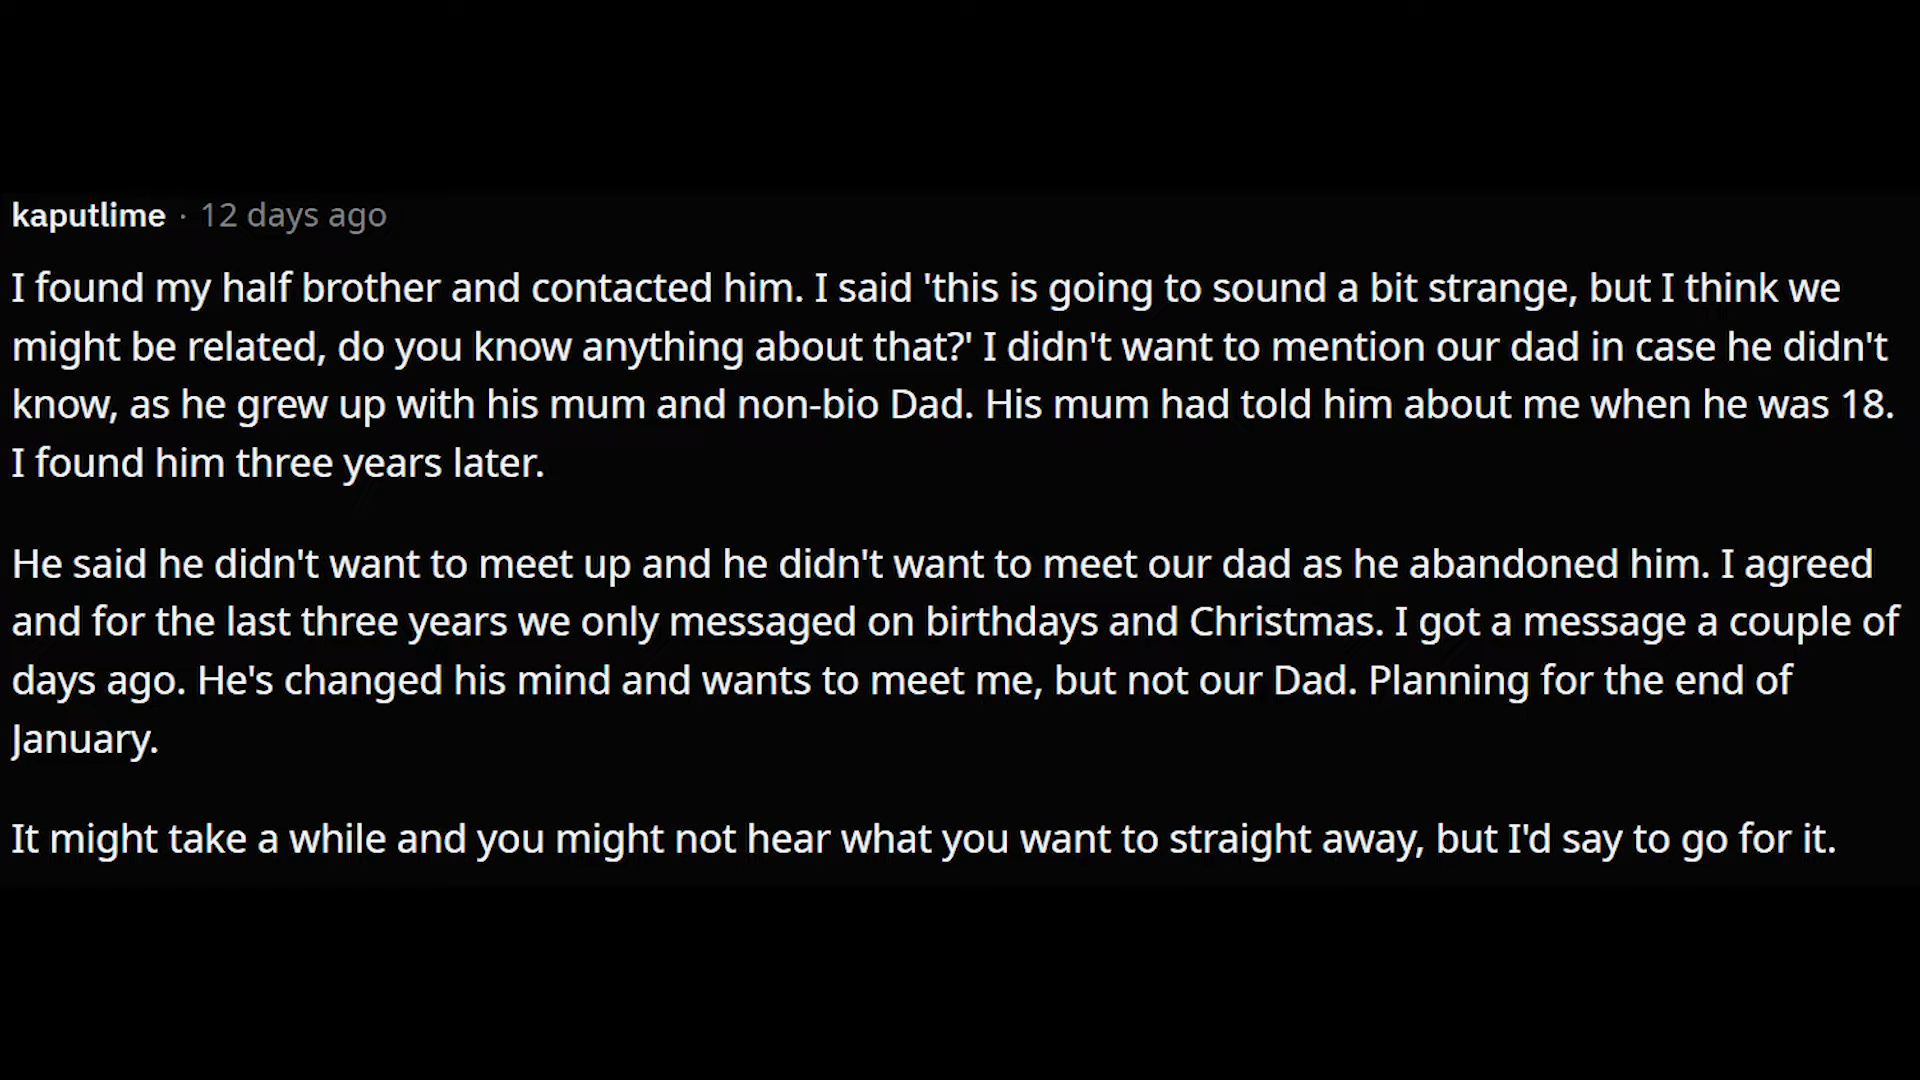 kaputlime · 12 days ago
I found my half brother and contacted him. I said 'this is going to sound a bit strange, but I think we
might be related, do you know anything about that?' I didn't want to mention our dad in case he didn't
know, as he grew up with his mum and non-bio Dad. His mum had told him about me when he was 18.
I found him three years later.
He said he didn't want to meet up and he didn't want to meet our dad as he abandoned him. I agreed
and for the last three years we only messaged on birthdays and Christmas. I got a message a couple of
days ago. He's changed his mind and wants to meet me, but not our Dad. Planning for the end of
January.
It might take a while and you might not hear what you want to straight away, but I'd say to go for it.